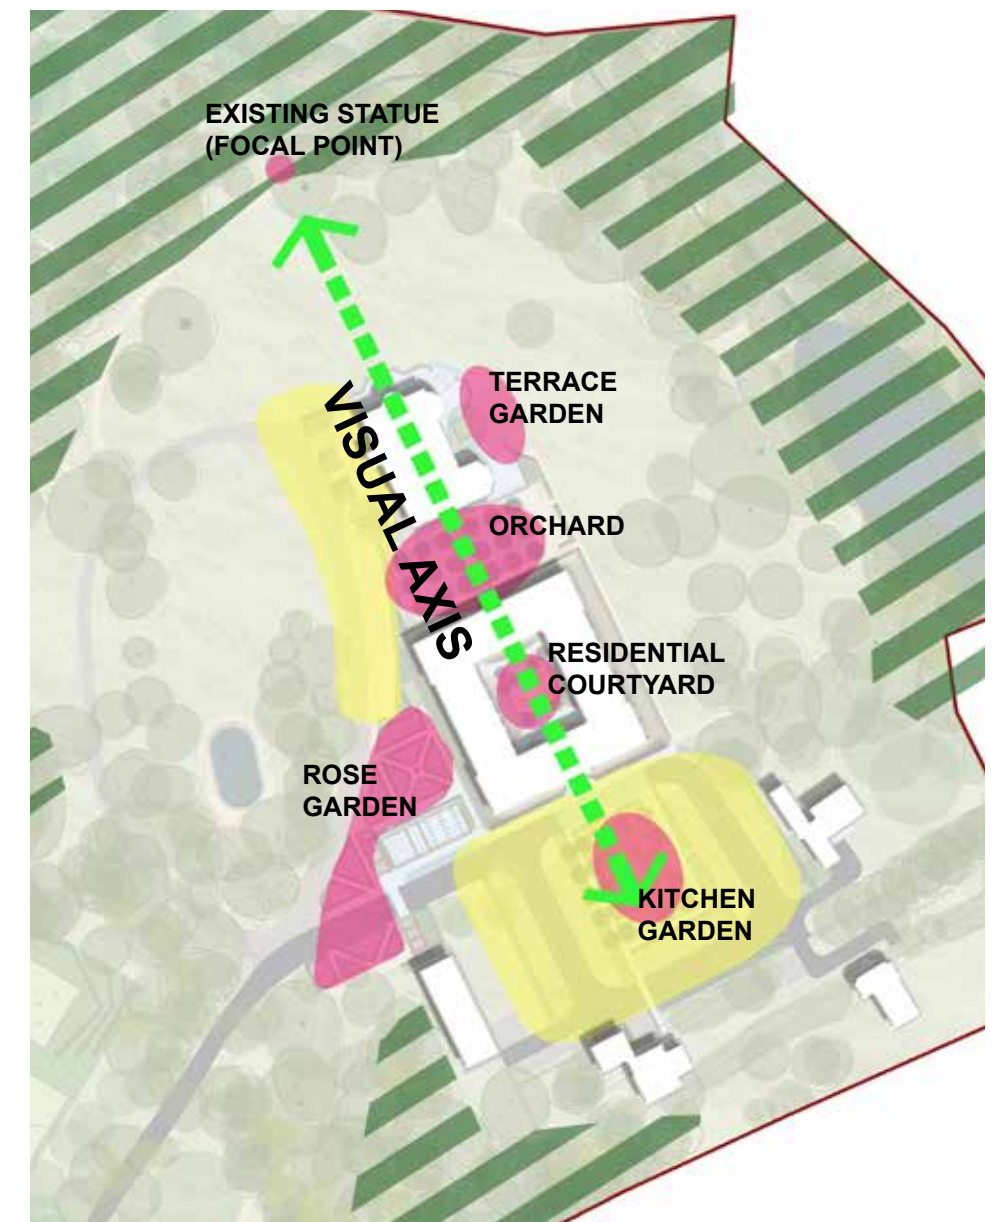 EXISTING STATUE
(FOCAL POINT)
TERRACE
GARDEN
VISUAL AXIS
ORCHARD
RESIDENTIAL
COURTYARD
ROSE
GARDEN
KITCHEN
GARDEN